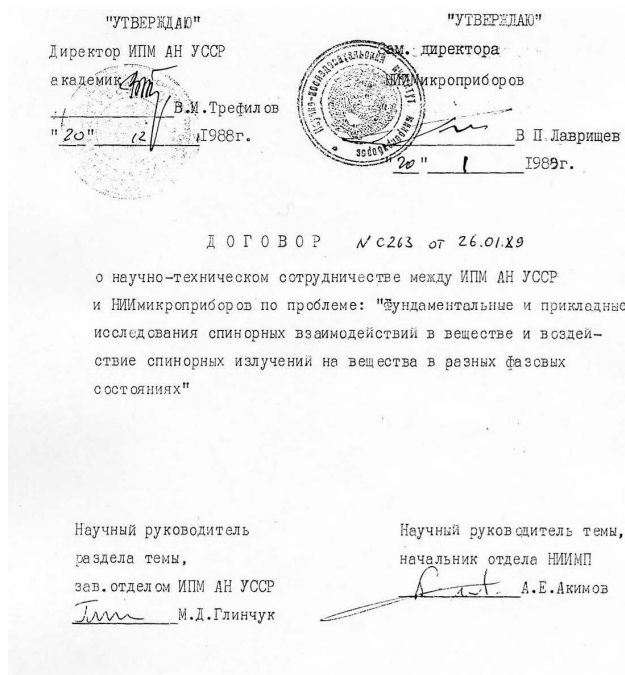 "УТВЕРЖДАЮ"
Директор ИПМ АН УССР
академик
В.И.Трефилов
"20" 12 1988г.
"УТВЕРЖДАЮ"
Зам. директора
НИИМикроприборов
В П.Лаврищев
"20" 1 1989г.
ДОГОВОР № С263 от 26.01.89
о научно-техническом сотрудничестве между ИПМ АН УССР
и НИИмикроприборов по проблеме: "Фундаментальные и прикладные
исследования спинорных взаимодействий в веществе и воздей-
ствие спинорных излучений на вещества в разных фазовых
состояниях"
Научный руководитель
раздела темы,
зав.отделом ИПМ АН УССР
М.Д.Глинчук
Научный руководитель темы,
начальник отдела НИИМП
А.Е.Акимов